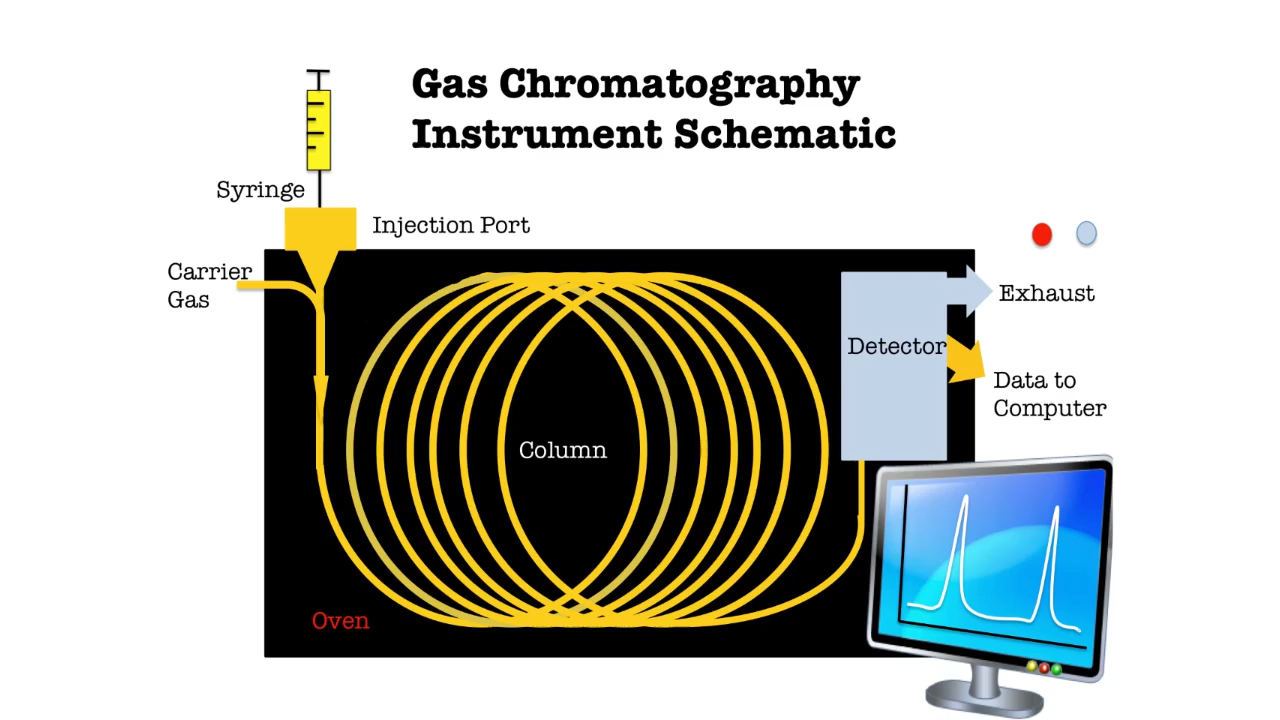 Gas Chromatography
Instrument Schematic
Syringe
Injection Port
Carrier
Gas
Exhaust
Detector
Data to
Computer
Column
Oven